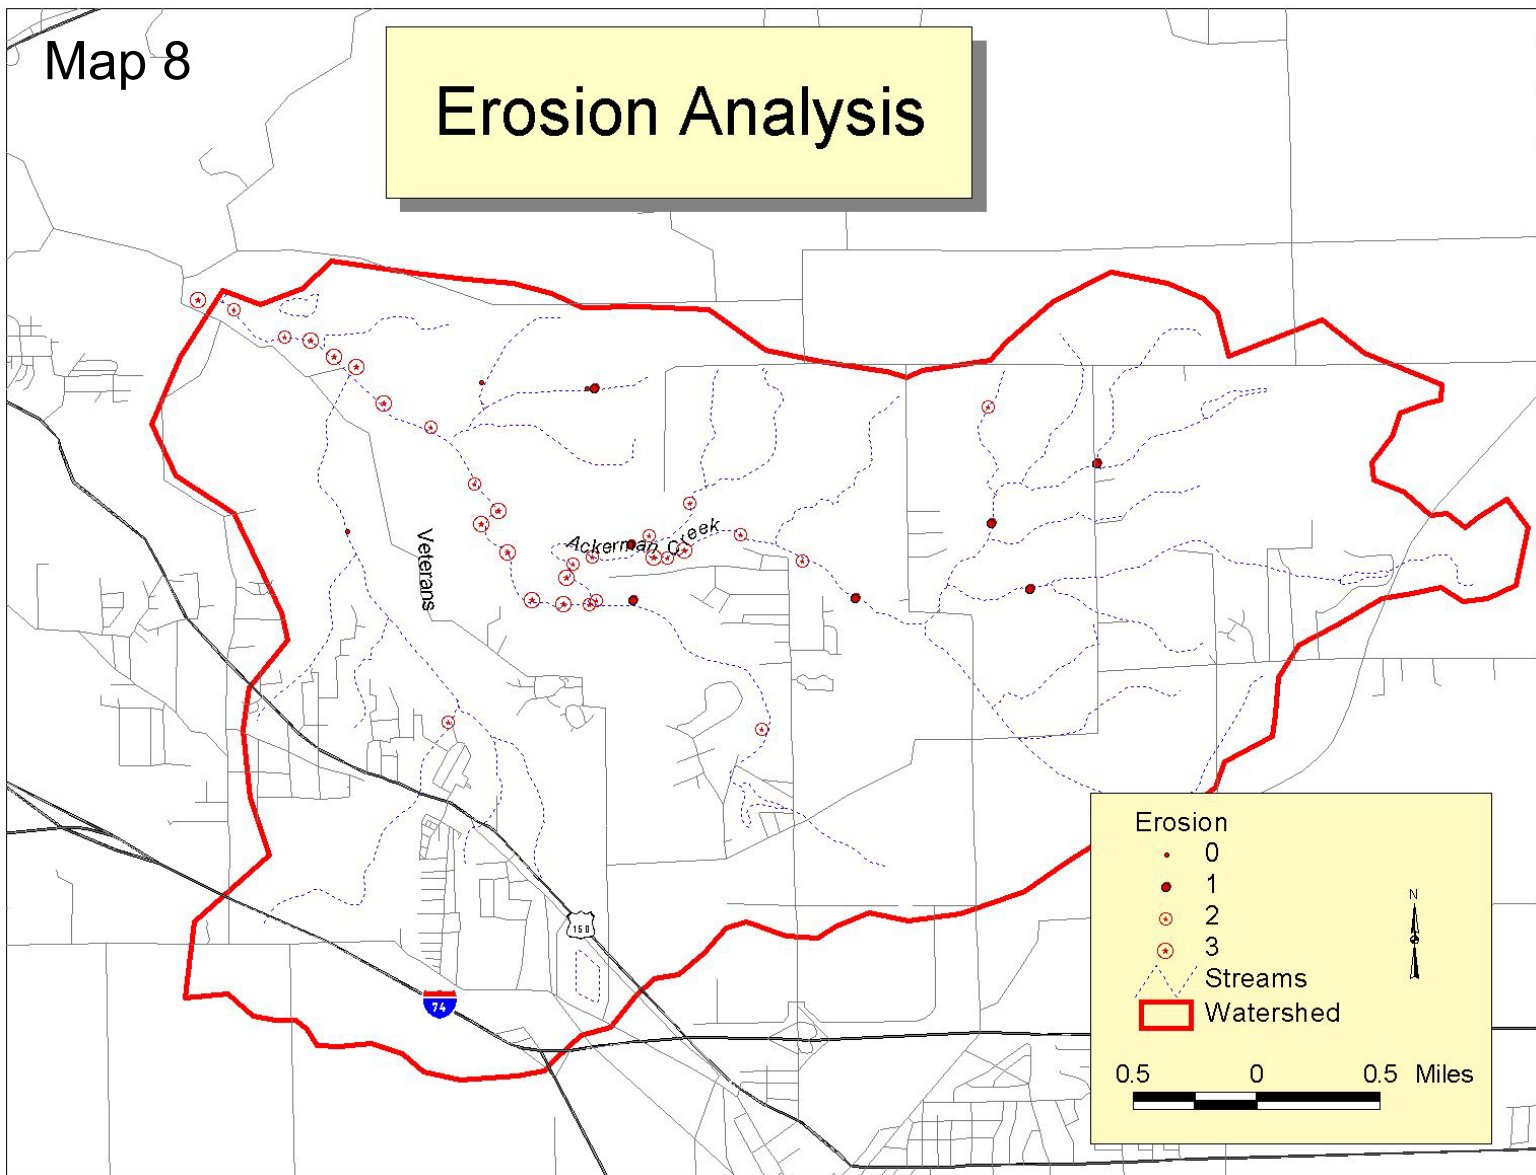 Map 8
Erosion Analysis
Ackerman Creek
Veterans
150
74
Erosion
0
1
2
3
Streams
Watershed
N
0.5 0 0.5 Miles